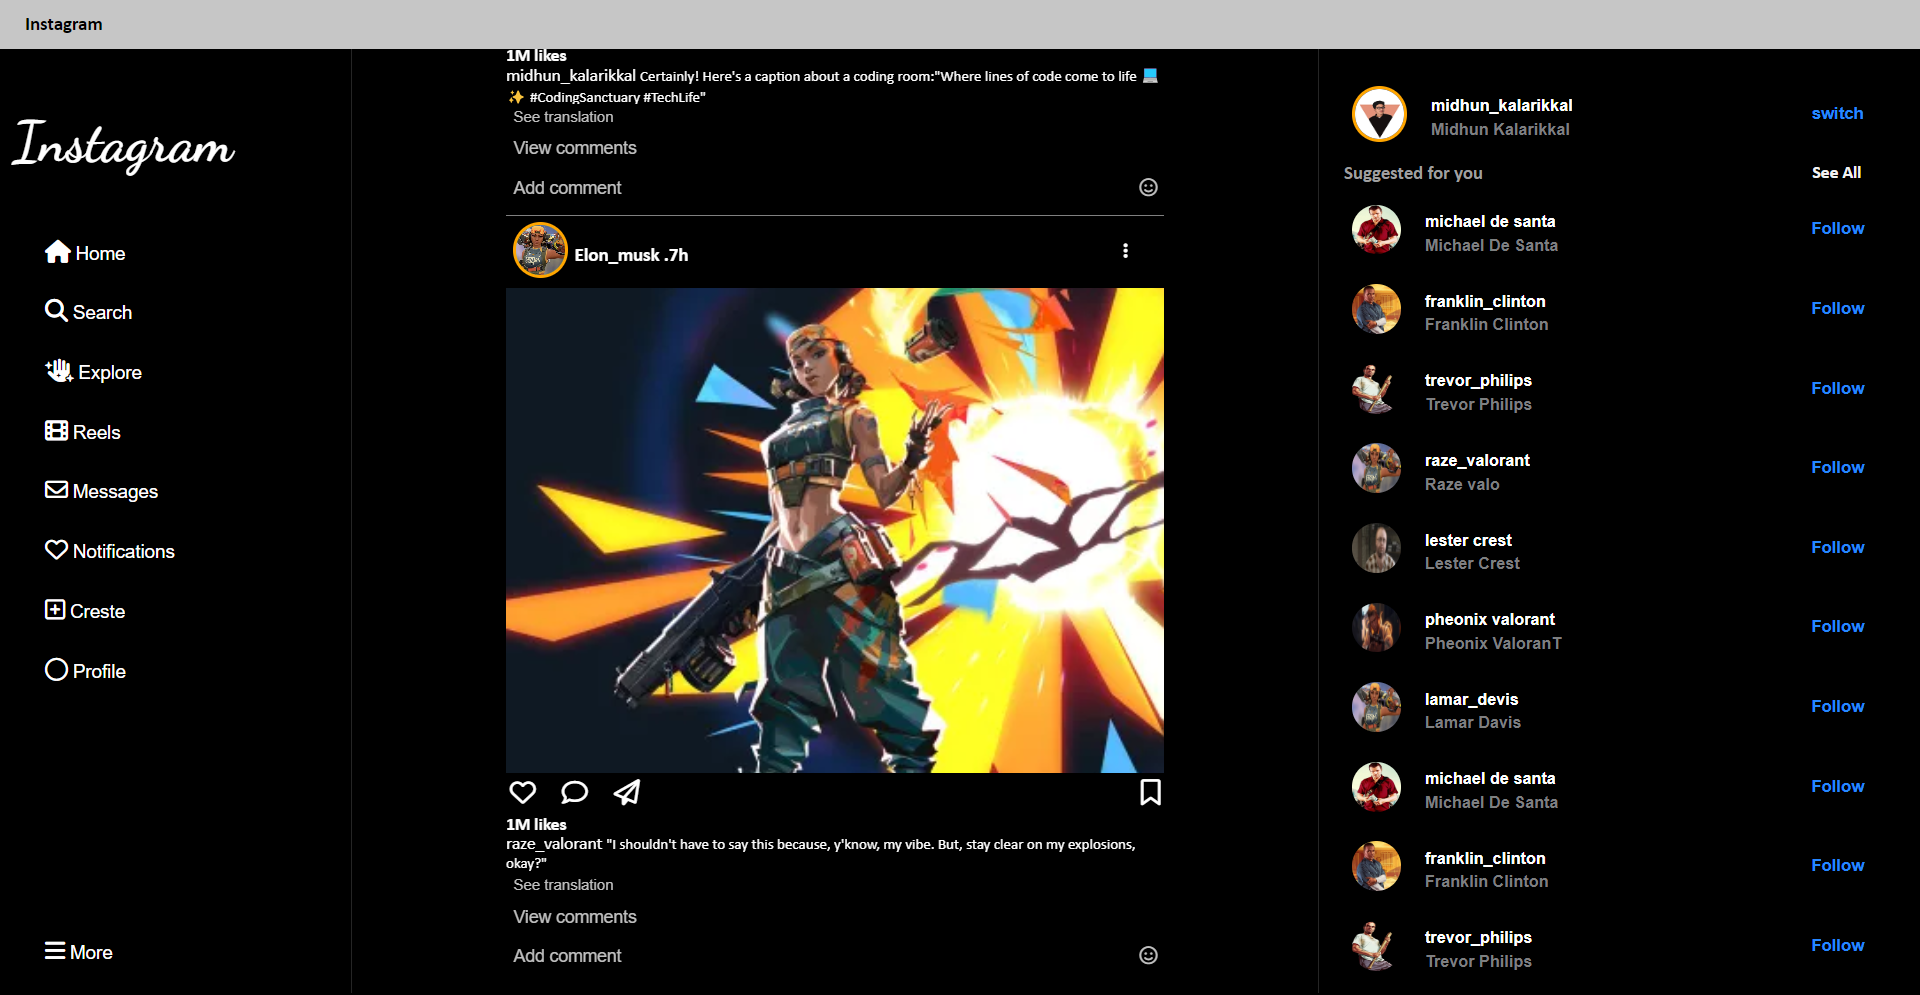 Instagram
Instagram
Home
Search
Explore
Reels
Messages
Notifications
Creste
Profile
More
1M likes
midhun_kalarikkal Certainly! Here's a caption about a coding room:"Where lines of code come to life 💻
✨ #CodingSanctuary #TechLife"
See translation
View comments
Add comment
Elon_musk .7h
1M likes
raze_valorant "I shouldn't have to say this because, y'know, my vibe. But, stay clear on my explosions,
okay?"
See translation
View comments
Add comment
midhun_kalarikkal
Midhun Kalarikkal
switch
Suggested for you
See All
michael de santa
Michael De Santa
Follow
franklin_clinton
Franklin Clinton
Follow
trevor_philips
Trevor Philips
Follow
raze_valorant
Raze valo
Follow
lester crest
Lester Crest
Follow
pheonix valorant
Pheonix ValoranT
Follow
lamar_devis
Lamar Davis
Follow
michael de santa
Michael De Santa
Follow
franklin_clinton
Franklin Clinton
Follow
trevor_philips
Trevor Philips
Follow